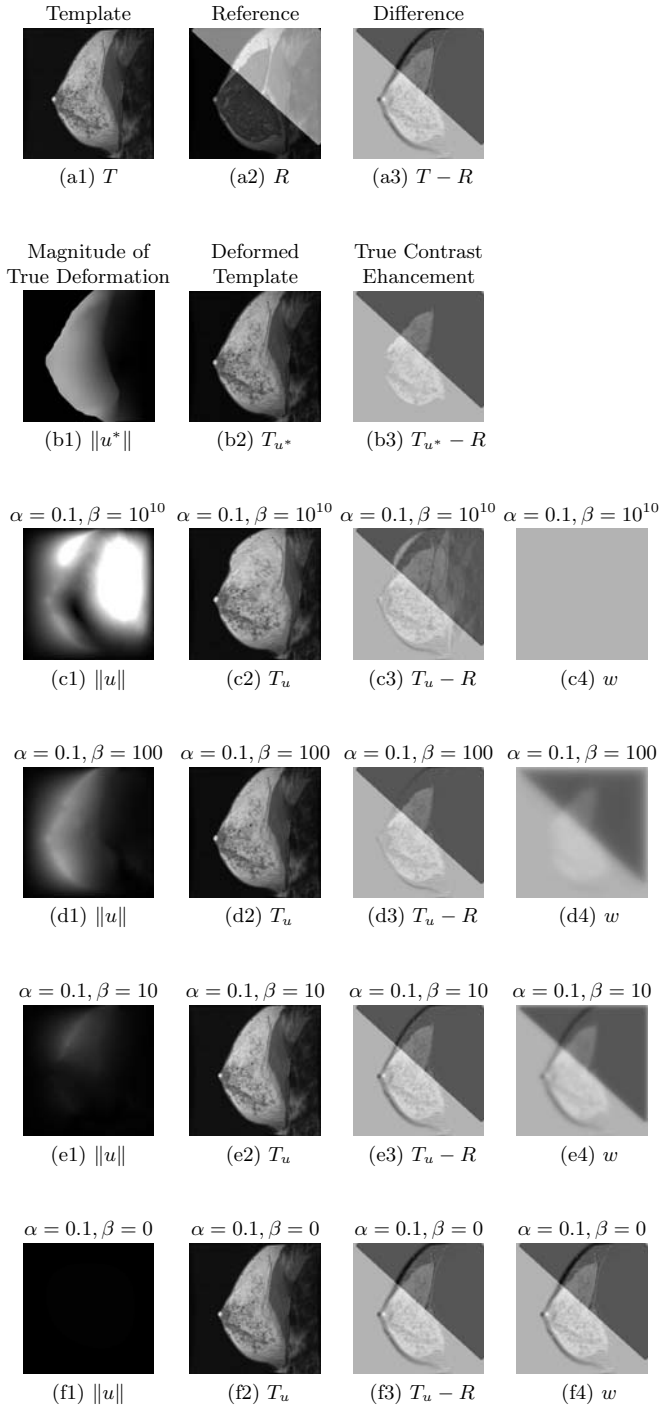 Template Reference Difference
(a1) T (a2) R (a3) T − R
Magnitude of True Deformation Deformed Template True Contrast Ehancement
(b1) ∥u*∥ (b2) T_{u*} (b3) T_{u*} − R
α = 0.1, β = 10^{10} α = 0.1, β = 10^{10} α = 0.1, β = 10^{10} α = 0.1, β = 10^{10}
(c1) ∥u∥ (c2) T_u (c3) T_u − R (c4) w
α = 0.1, β = 100 α = 0.1, β = 100 α = 0.1, β = 100 α = 0.1, β = 100
(d1) ∥u∥ (d2) T_u (d3) T_u − R (d4) w
α = 0.1, β = 10 α = 0.1, β = 10 α = 0.1, β = 10 α = 0.1, β = 10
(e1) ∥u∥ (e2) T_u (e3) T_u − R (e4) w
α = 0.1, β = 0 α = 0.1, β = 0 α = 0.1, β = 0 α = 0.1, β = 0
(f1) ∥u∥ (f2) T_u (f3) T_u − R (f4) w